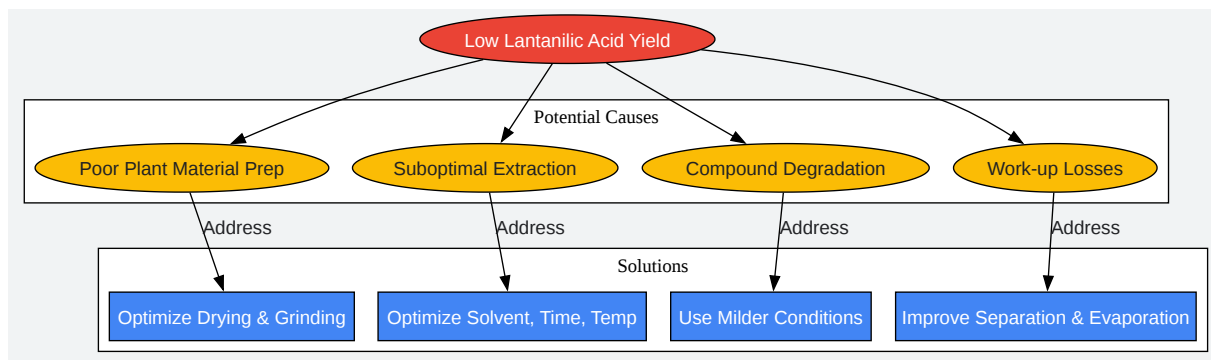 Low Lantanilic Acid Yield
Potential Causes
Poor Plant Material Prep
Suboptimal Extraction
Compound Degradation
Work-up Losses
Address
Address
Address
Address
Solutions
Optimize Drying & Grinding
Optimize Solvent, Time, Temp
Use Milder Conditions
Improve Separation & Evaporation